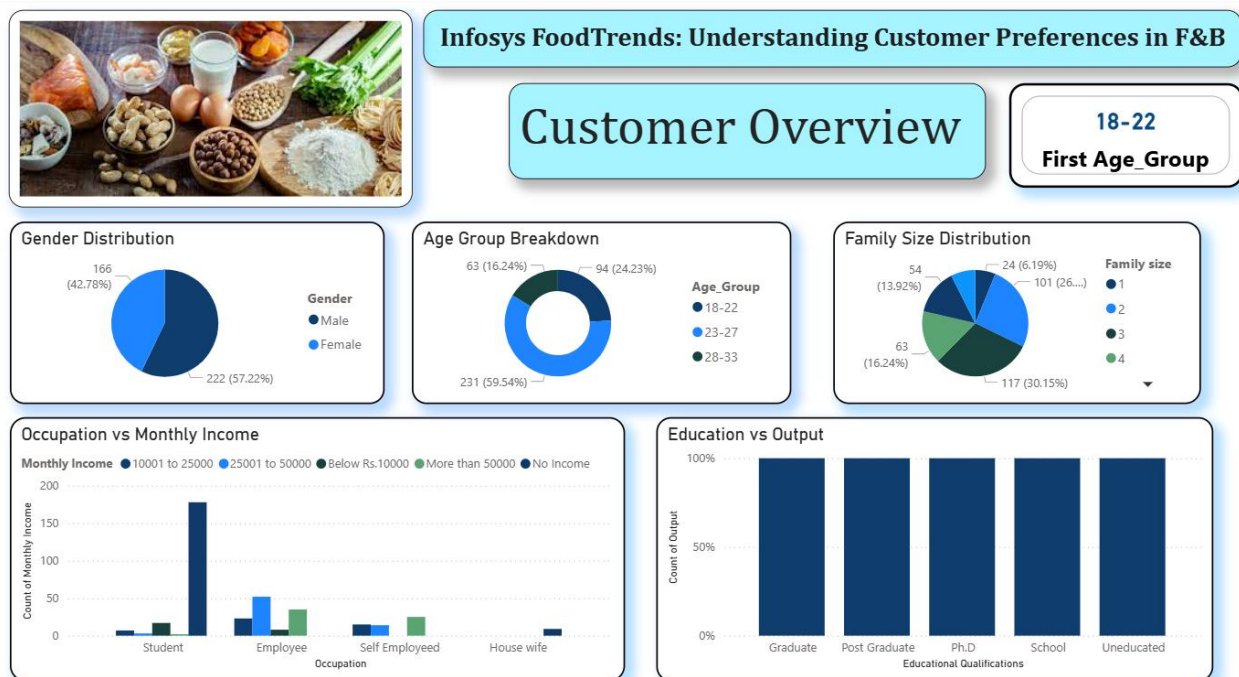 Infosys FoodTrends: Understanding Customer Preferences in F&B
Customer Overview
18-22
First Age_Group
Gender Distribution
166
(42.78%)
222 (57.22%)
Gender
Male
Female
Age Group Breakdown
63 (16.24%)
94 (24.23%)
231 (59.54%)
Age_Group
18-22
23-27
28-33
Family Size Distribution
54
(13.92%)
24 (6.19%)
101 (26....)
63
(16.24%)
117 (30.15%)
Family size
1
2
3
4
Occupation vs Monthly Income
Monthly Income 10001 to 25000 25001 to 50000 Below Rs.10000 More than 50000 No Income
Count of Monthly Income
200
150
100
50
0
Student Employee Self Employeed House wife
Occupation
Education vs Output
Count of Output
100%
50%
0%
Graduate Post Graduate Ph.D School Uneducated
Educational Qualifications